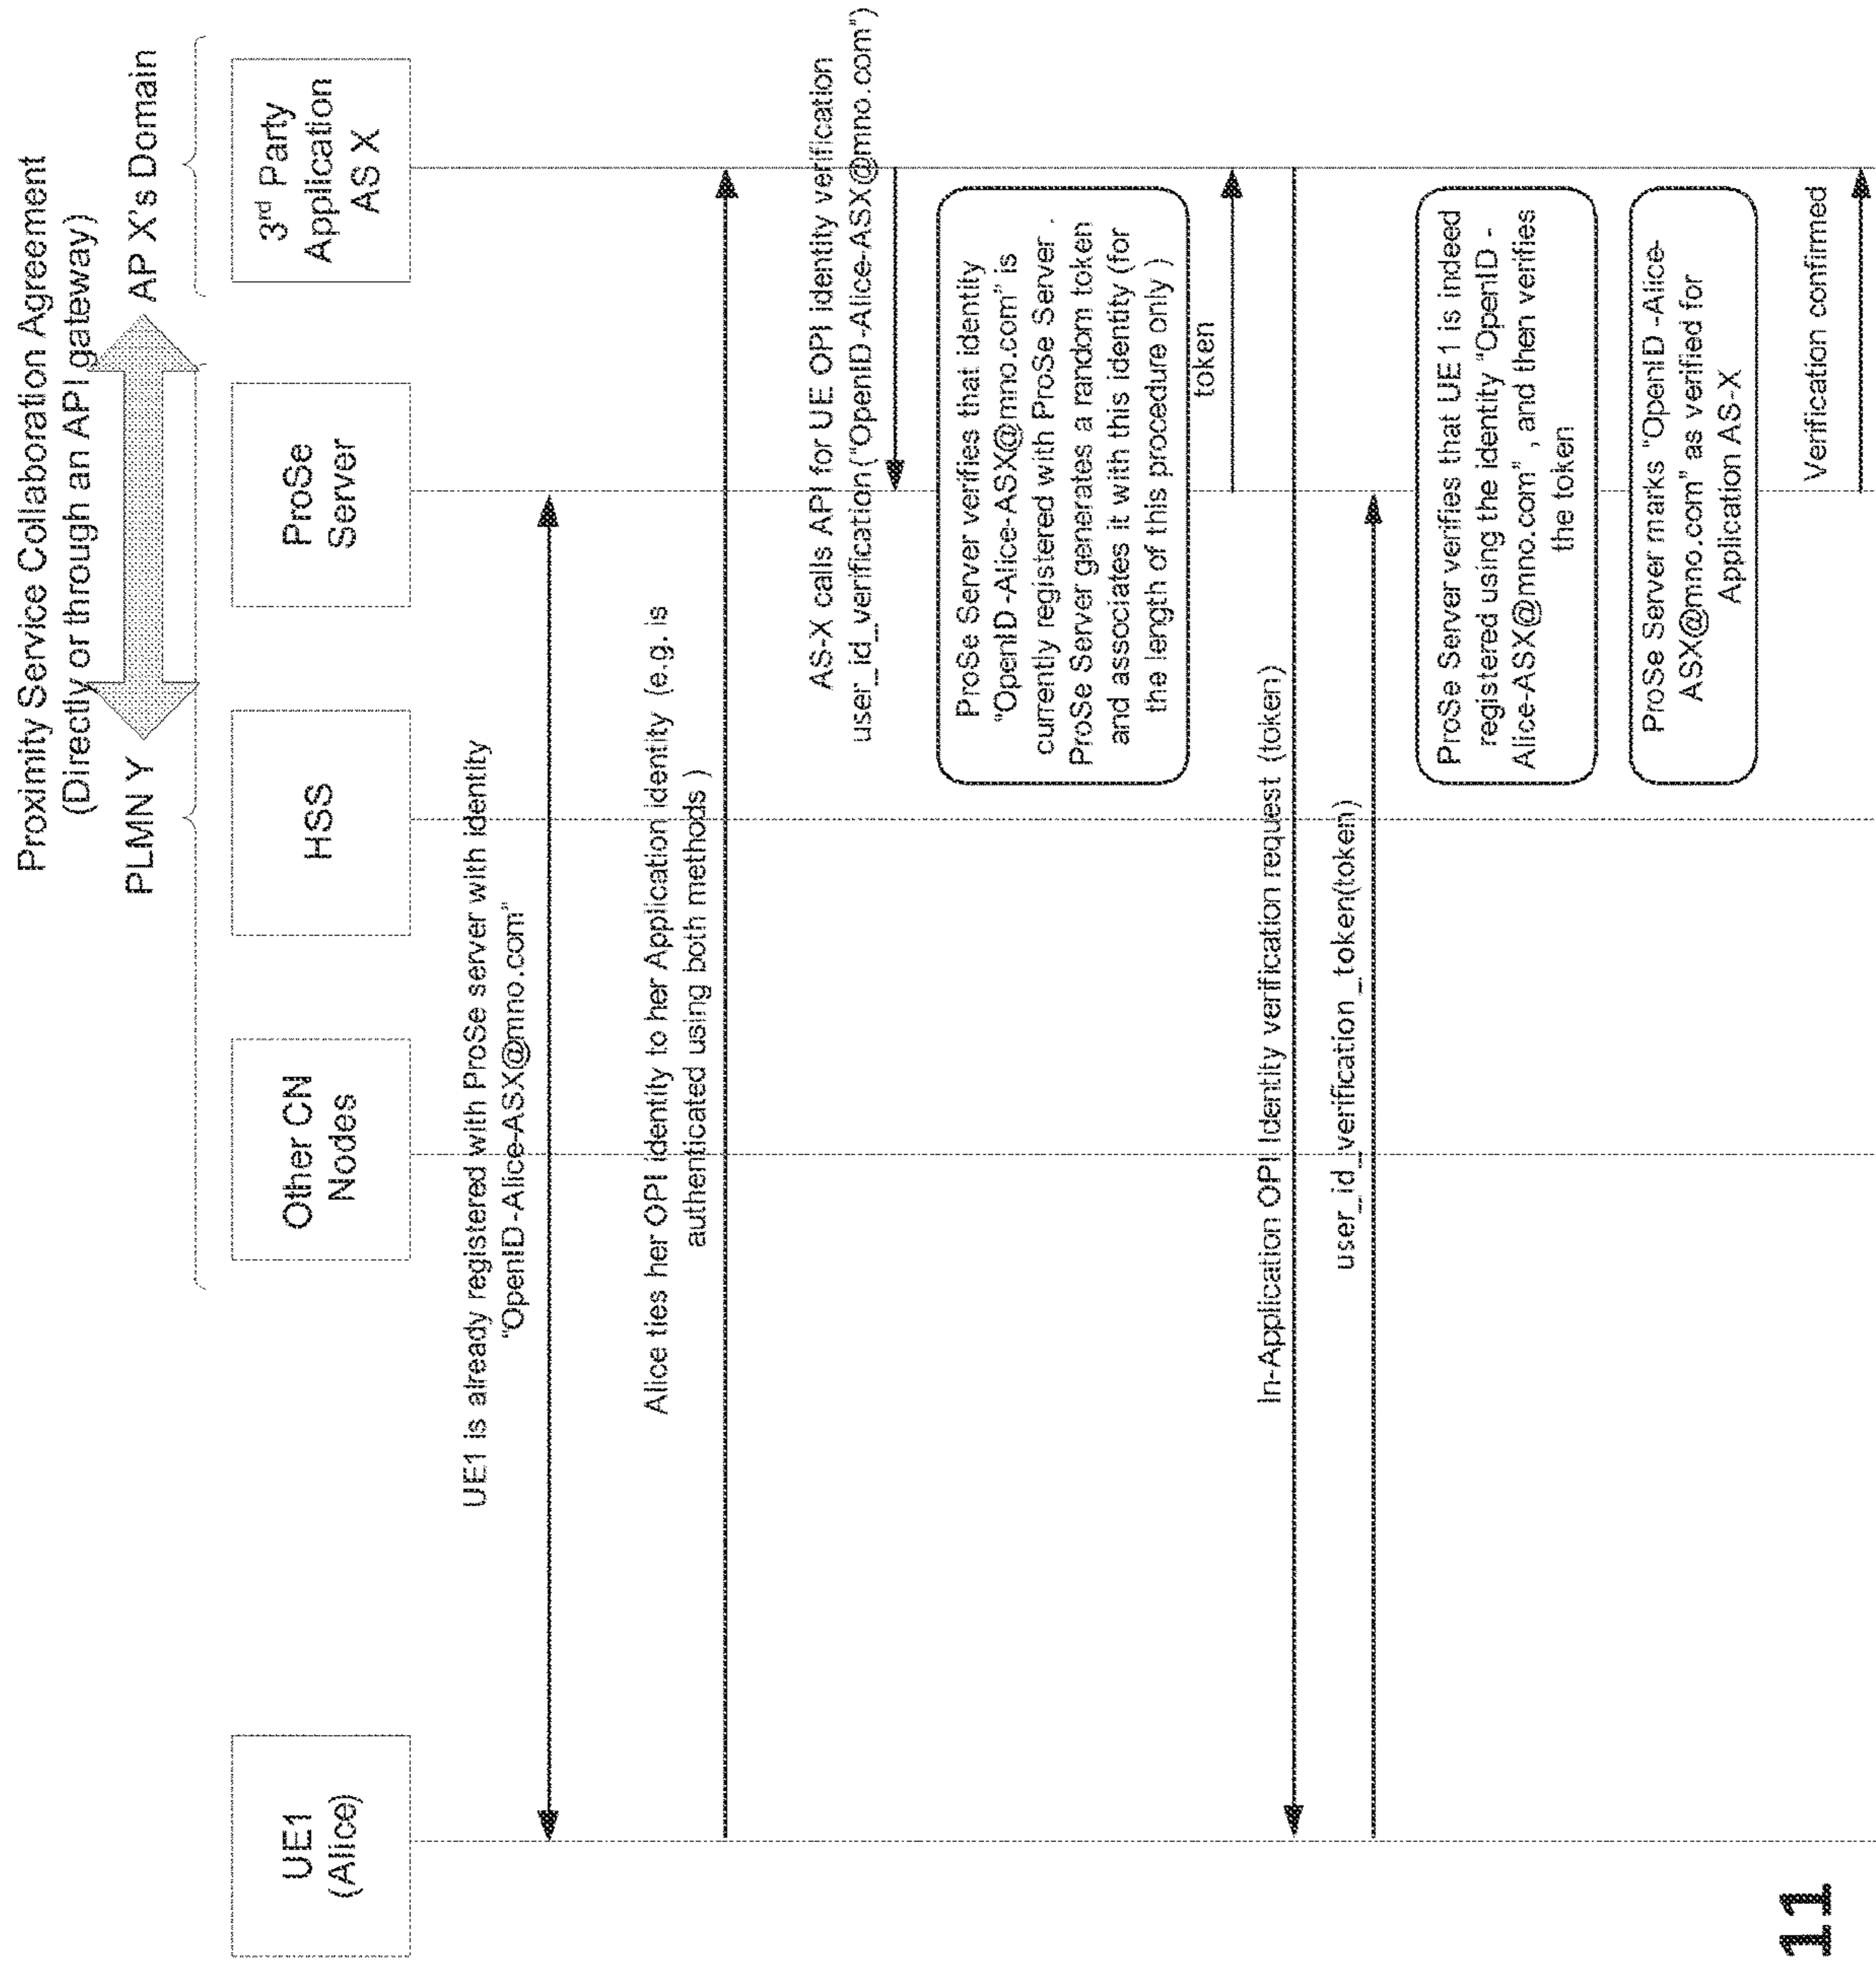 Proximity Service Collaboration Agreement
(Directly or through an API gateway)
PLMN Y
AP X's Domain
UE1
(Alice)
Other CN
Nodes
HSS
ProSe
Server
3rd Party
Application
AS X
UE1 is already registered with ProSe server with identity
"OpenID-Alice-ASX@mno.com"
Alice ties her OPI identity to her Application identity (e.g. is
authenticated using both methods )
AS-X calls API for UE OPI identity verification
user_id_verification("OpenID-Alice-ASX@mno.com")
ProSe Server verifies that identity
"OpenID-Alice-ASX@mno.com" is
currently registered with ProSe Server .
ProSe Server generates a random token
and associates it with this identity (for
the length of this procedure only )
token
In-Application OPI Identity verification request (token)
user_id_verification_token(token)
ProSe Server verifies that UE1 is indeed
registered using the identity "OpenID -
Alice-ASX@mno.com" , and then verifies
the token
ProSe Server marks "OpenID -Alice-
ASX@mno.com" as verified for
Application AS-X
Verification confirmed
11